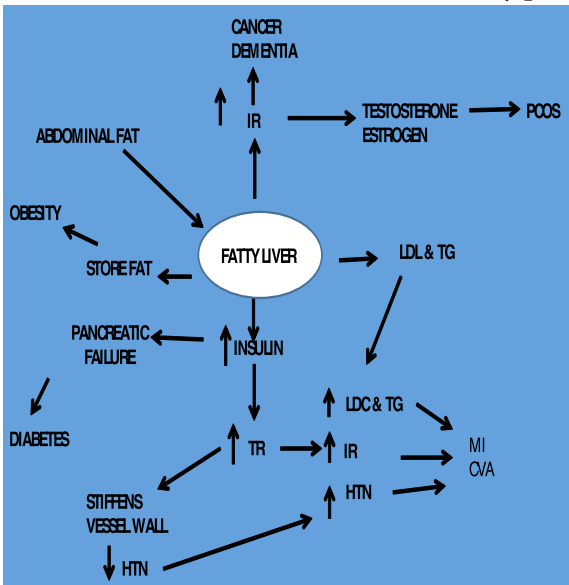 CANCER
DEMENTIA
IR
TESTOSTERONE
ESTROGEN
PCOS
ABDOMINAL FAT
OBESITY
STORE FAT
FATTY LIVER
LDL & TG
PANCREATIC
FAILURE
INSULIN
DIABETES
LDC & TG
TR
IR
MI
CVA
HTN
STIFFENS
VESSEL WALL
HTN